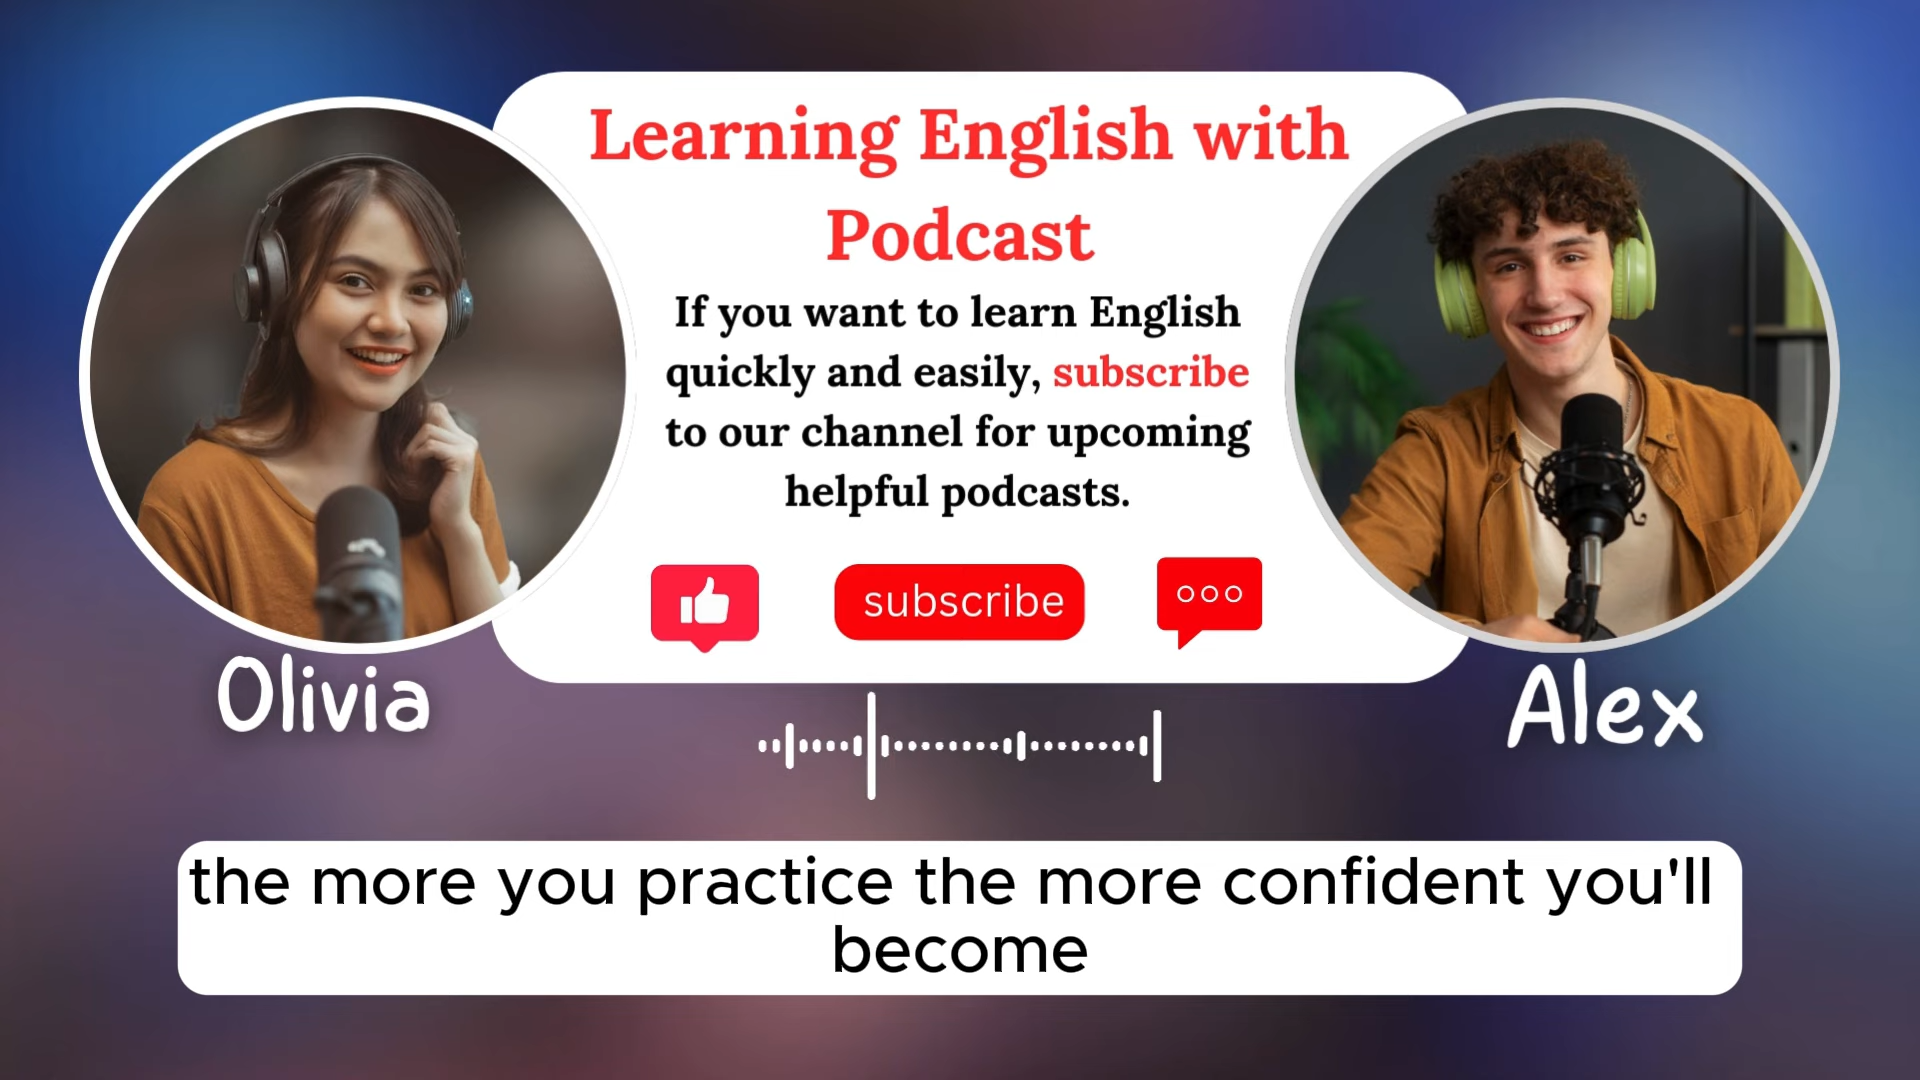 Learning English with
Podcast
If you want to learn English
quickly and easily, subscribe
to our channel for upcoming
helpful podcasts.
subscribe
Olivia
Alex
the more you practice the more confident you'll
become